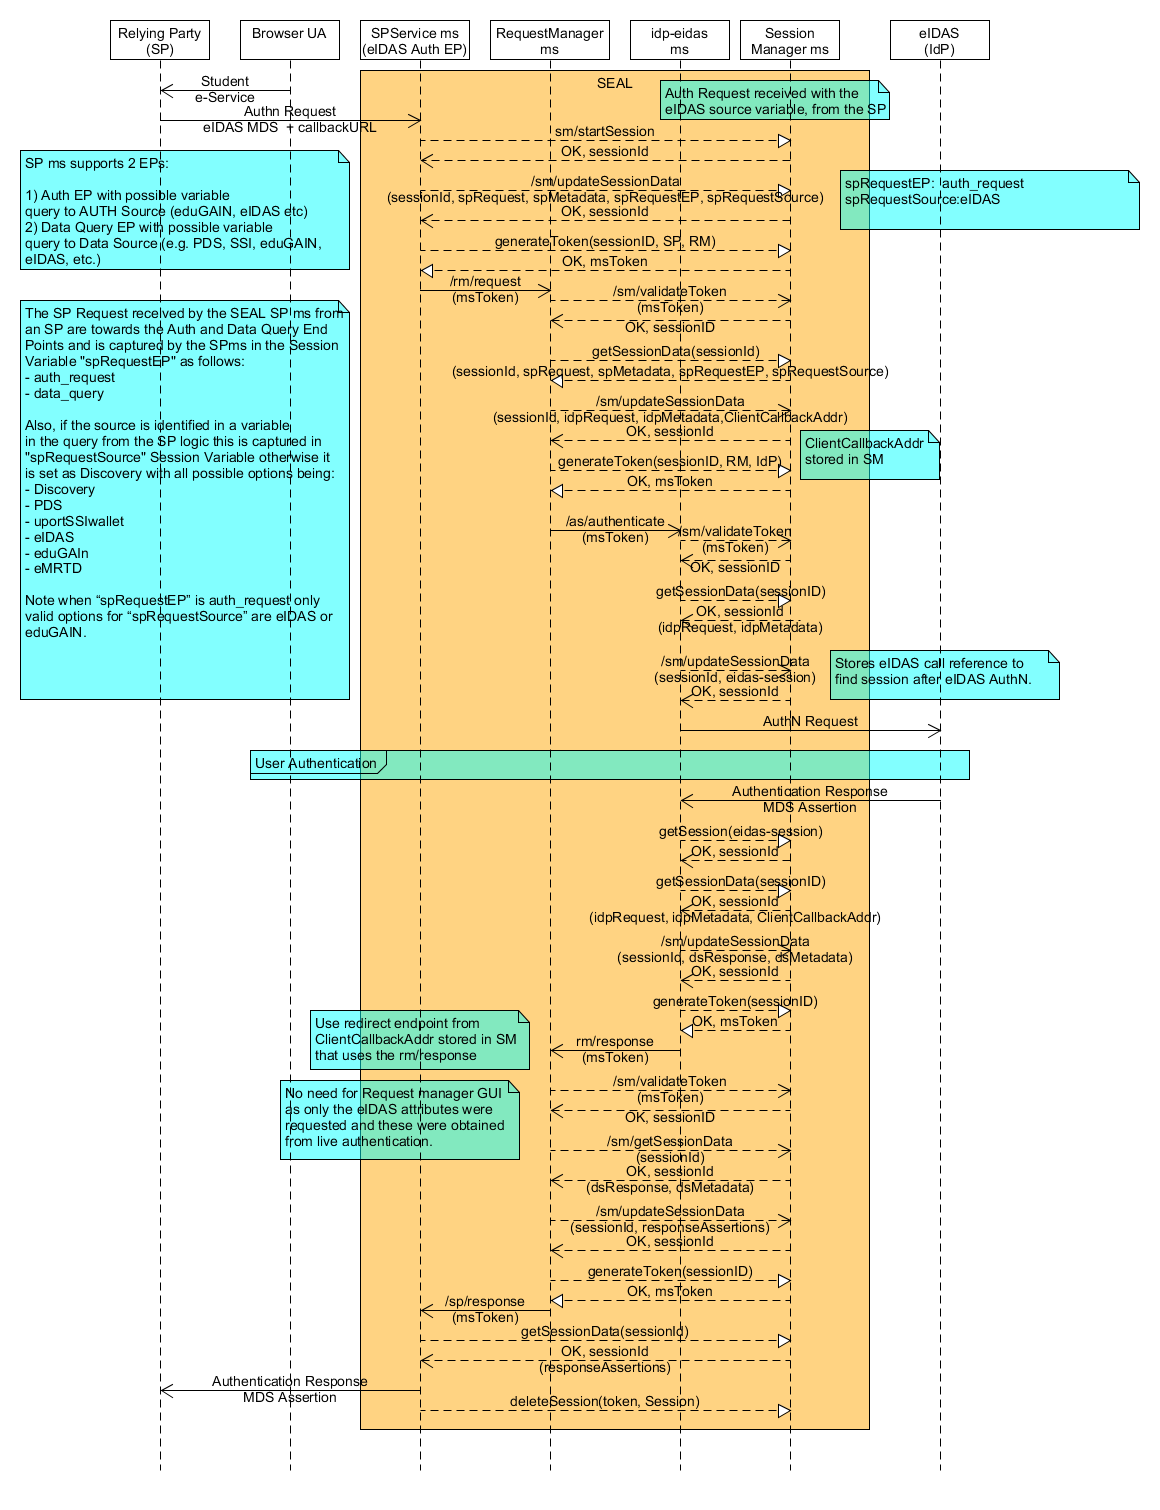 Relying Party
(SP)
Browser UA
SPService ms
(eIDAS Auth EP)
RequestManager
ms
idp-eidas
ms
Session
Manager ms
eIDAS
(IdP)
SEAL
Auth Request received with the
eIDAS source variable, from the SP
Student
e-Service
Authn Request
eIDAS MDS + callbackURL
sm/startSession
OK, sessionId
SP ms supports 2 EPs:
1) Auth EP with possible variable
query to AUTH Source (eduGAIN, eIDAS etc)
2) Data Query EP with possible variable
query to Data Source (e.g. PDS, SSI, eduGAIN,
eIDAS, etc.)
/sm/updateSessionData
(sessionId, spRequest, spMetadata, spRequestEP, spRequestSource)
OK, sessionId
spRequestEP: auth_request
spRequestSource:eIDAS
generateToken(sessionID, SP, RM)
OK, msToken
/rm/request
(msToken)
/sm/validateToken
(msToken)
OK, sessionID
The SP Request received by the SEAL SP ms from
an SP are towards the Auth and Data Query End
Points and is captured by the SPms in the Session
Variable "spRequestEP" as follows:
- auth_request
- data_query
Also, if the source is identified in a variable
in the query from the SP logic this is captured in
"spRequestSource" Session Variable otherwise it
is set as Discovery with all possible options being:
- Discovery
- PDS
- uportSSIwallet
- eIDAS
- eduGAIn
- eMRTD
Note when “spRequestEP” is auth_request only
valid options for “spRequestSource” are eIDAS or
eduGAIN.
getSessionData(sessionId)
(sessionId, spRequest, spMetadata, spRequestEP, spRequestSource)
/sm/updateSessionData
(sessionId, idpRequest, idpMetadata,ClientCallbackAddr)
OK, sessionId
ClientCallbackAddr
stored in SM
generateToken(sessionID, RM, IdP)
OK, msToken
/as/authenticate
(msToken)
sm/validateToken
(msToken)
OK, sessionID
getSessionData(sessionID)
OK, sessionId
(idpRequest, idpMetadata)
/sm/updateSessionData
(sessionId, eidas-session)
OK, sessionId
Stores eIDAS call reference to
find session after eIDAS AuthN.
AuthN Request
User Authentication
Authentication Response
MDS Assertion
getSession(eidas-session)
OK, sessionId
getSessionData(sessionID)
OK, sessionId
(idpRequest, idpMetadata, ClientCallbackAddr)
/sm/updateSessionData
(sessionId, dsResponse, dsMetadata)
OK, sessionId
generateToken(sessionID)
OK, msToken
Use redirect endpoint from
ClientCallbackAddr stored in SM
that uses the rm/response
rm/response
(msToken)
/sm/validateToken
(msToken)
OK, sessionID
No need for Request manager GUI
as only the eIDAS attributes were
requested and these were obtained
from live authentication.
/sm/getSessionData
(sessionId)
OK, sessionId
(dsResponse, dsMetadata)
/sm/updateSessionData
(sessionId, responseAssertions)
OK, sessionId
generateToken(sessionID)
OK, msToken
/sp/response
(msToken)
getSessionData(sessionId)
OK, sessionId
(responseAssertions)
Authentication Response
MDS Assertion
deleteSession(token, Session)